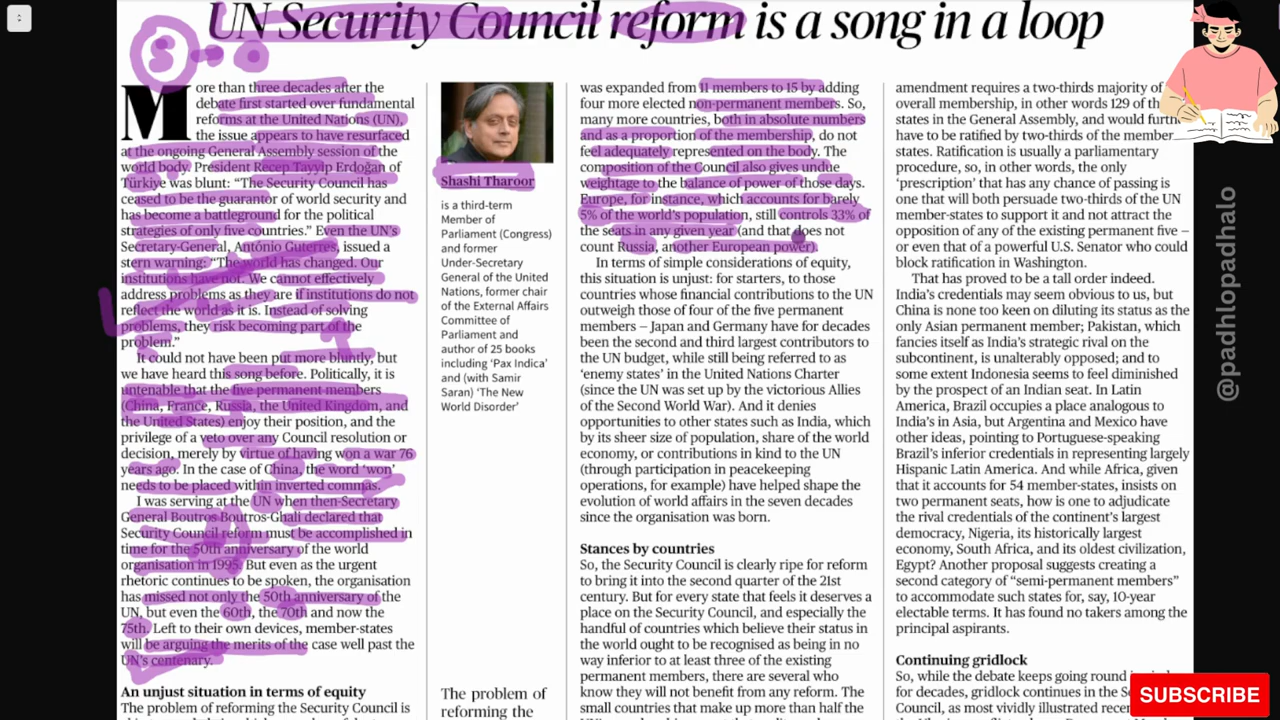 UN Security Council reform is a song in a loop
More than three decades after the
debate first started over fundamental
reforms at the United Nations (UN),
the issue appears to have resurfaced
at the ongoing General Assembly session of the
world body. President Recep Tayyip Erdoğan of
Türkiye was blunt: “The Security Council has
ceased to be the guarantor of world security and
has become a battleground for the political
strategies of only five countries.” Even the UN's
Secretary-General, António Guterres, issued a
stern warning: “The world has changed. Our
institutions have not. We cannot effectively
address problems as they are if institutions do not
reflect the world as it is. Instead of solving
problems, they risk becoming part of the
problem.”
It could not have been put more bluntly, but
we have heard this song before. Politically, it is
untenable that the five permanent members
(China, France, Russia, the United Kingdom, and
the United States) enjoy their position, and the
privilege of a veto over any Council resolution or
decision, merely by virtue of having won a war 76
years ago. In the case of China, the word ‘won’
needs to be placed within inverted commas.
I was serving at the UN when then-Secretary
General Boutros Boutros-Ghali declared that
Security Council reform must be accomplished in
time for the 50th anniversary of the world
organisation in 1995. But even as the urgent
rhetoric continues to be spoken, the organisation
has missed not only the 50th anniversary of the
UN, but even the 60th, the 70th and now the
75th. Left to their own devices, member-states
will be arguing the merits of the case well past the
UN's centenary.
An unjust situation in terms of equity
The problem of reforming the Security Council is
Shashi Tharoor
is a third-term
Member of
Parliament (Congress)
and former
Under-Secretary
General of the United
Nations, former chair
of the External Affairs
Committee of
Parliament and
author of 25 books
including ‘Pax Indica’
and (with Samir
Saran) ‘The New
World Disorder’
The problem of
reforming the
was expanded from 11 members to 15 by adding
four more elected non-permanent members. So,
many more countries, both in absolute numbers
and as a proportion of the membership, do not
feel adequately represented on the body. The
composition of the Council also gives undue
weightage to the balance of power of those days.
Europe, for instance, which accounts for barely
5% of the world's population, still controls 33% of
the seats in any given year (and that does not
count Russia, another European power).
In terms of simple considerations of equity,
this situation is unjust: for starters, to those
countries whose financial contributions to the UN
outweigh those of four of the five permanent
members — Japan and Germany have for decades
been the second and third largest contributors to
the UN budget, while still being referred to as
‘enemy states’ in the United Nations Charter
(since the UN was set up by the victorious Allies
of the Second World War). And it denies
opportunities to other states such as India, which
by its sheer size of population, share of the world
economy, or contributions in kind to the UN
(through participation in peacekeeping
operations, for example) have helped shape the
evolution of world affairs in the seven decades
since the organisation was born.
Stances by countries
So, the Security Council is clearly ripe for reform
to bring it into the second quarter of the 21st
century. But for every state that feels it deserves a
place on the Security Council, and especially the
handful of countries which believe their status in
the world ought to be recognised as being in no
way inferior to at least three of the existing
permanent members, there are several who
know they will not benefit from any reform. The
small countries that make up more than half the
amendment requires a two-thirds majority of
overall membership, in other words 129 of
states in the General Assembly, and would
have to be ratified by two-thirds of the member
states. Ratification is usually a parliamentary
procedure, so, in other words, the only
‘prescription’ that has any chance of passing is
one that will both persuade two-thirds of the UN
member-states to support it and not attract the
opposition of any of the existing permanent five —
or even that of a powerful U.S. Senator who could
block ratification in Washington.
That has proved to be a tall order indeed.
India's credentials may seem obvious to us, but
China is none too keen on diluting its status as the
only Asian permanent member; Pakistan, which
fancies itself as India's strategic rival on the
subcontinent, is unalterably opposed; and to
some extent Indonesia seems to feel diminished
by the prospect of an Indian seat. In Latin
America, Brazil occupies a place analogous to
India's in Asia, but Argentina and Mexico have
other ideas, pointing to Portuguese-speaking
Brazil's inferior credentials in representing largely
Hispanic Latin America. And while Africa, given
that it accounts for 54 member-states, insists on
two permanent seats, how is one to adjudicate
the rival credentials of the continent's largest
democracy, Nigeria, its historically largest
economy, South Africa, and its oldest civilization,
Egypt? Another proposal suggests creating a
second category of “semi-permanent members”
to accommodate such states for, say, 10-year
electable terms. It has found no takers among the
principal aspirants.
Continuing gridlock
So, while the debate keeps going round
for decades, gridlock continues in the
Council, as most vividly illustrated
@padhlopadhalo
SUBSCRIBE